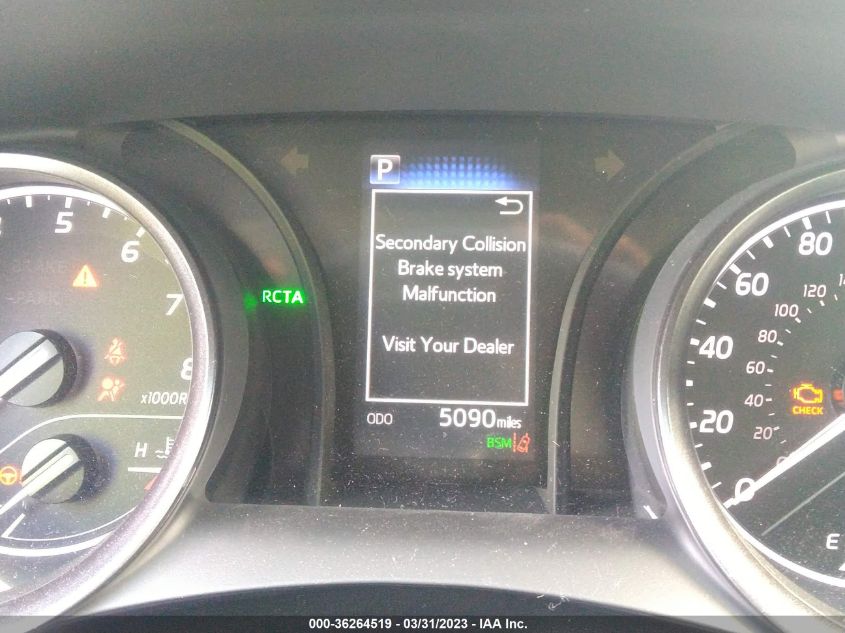 P
Secondary Collision
Brake system
Malfunction
Visit Your Dealer
ODO 5090 miles
BSM
RCTA
5
6
7
8
x1000R
H
80
60
40
20
0
140
120
100
80
60
40
20
CHECK
E
000-36264519 - 03/31/2023 - IAA Inc.